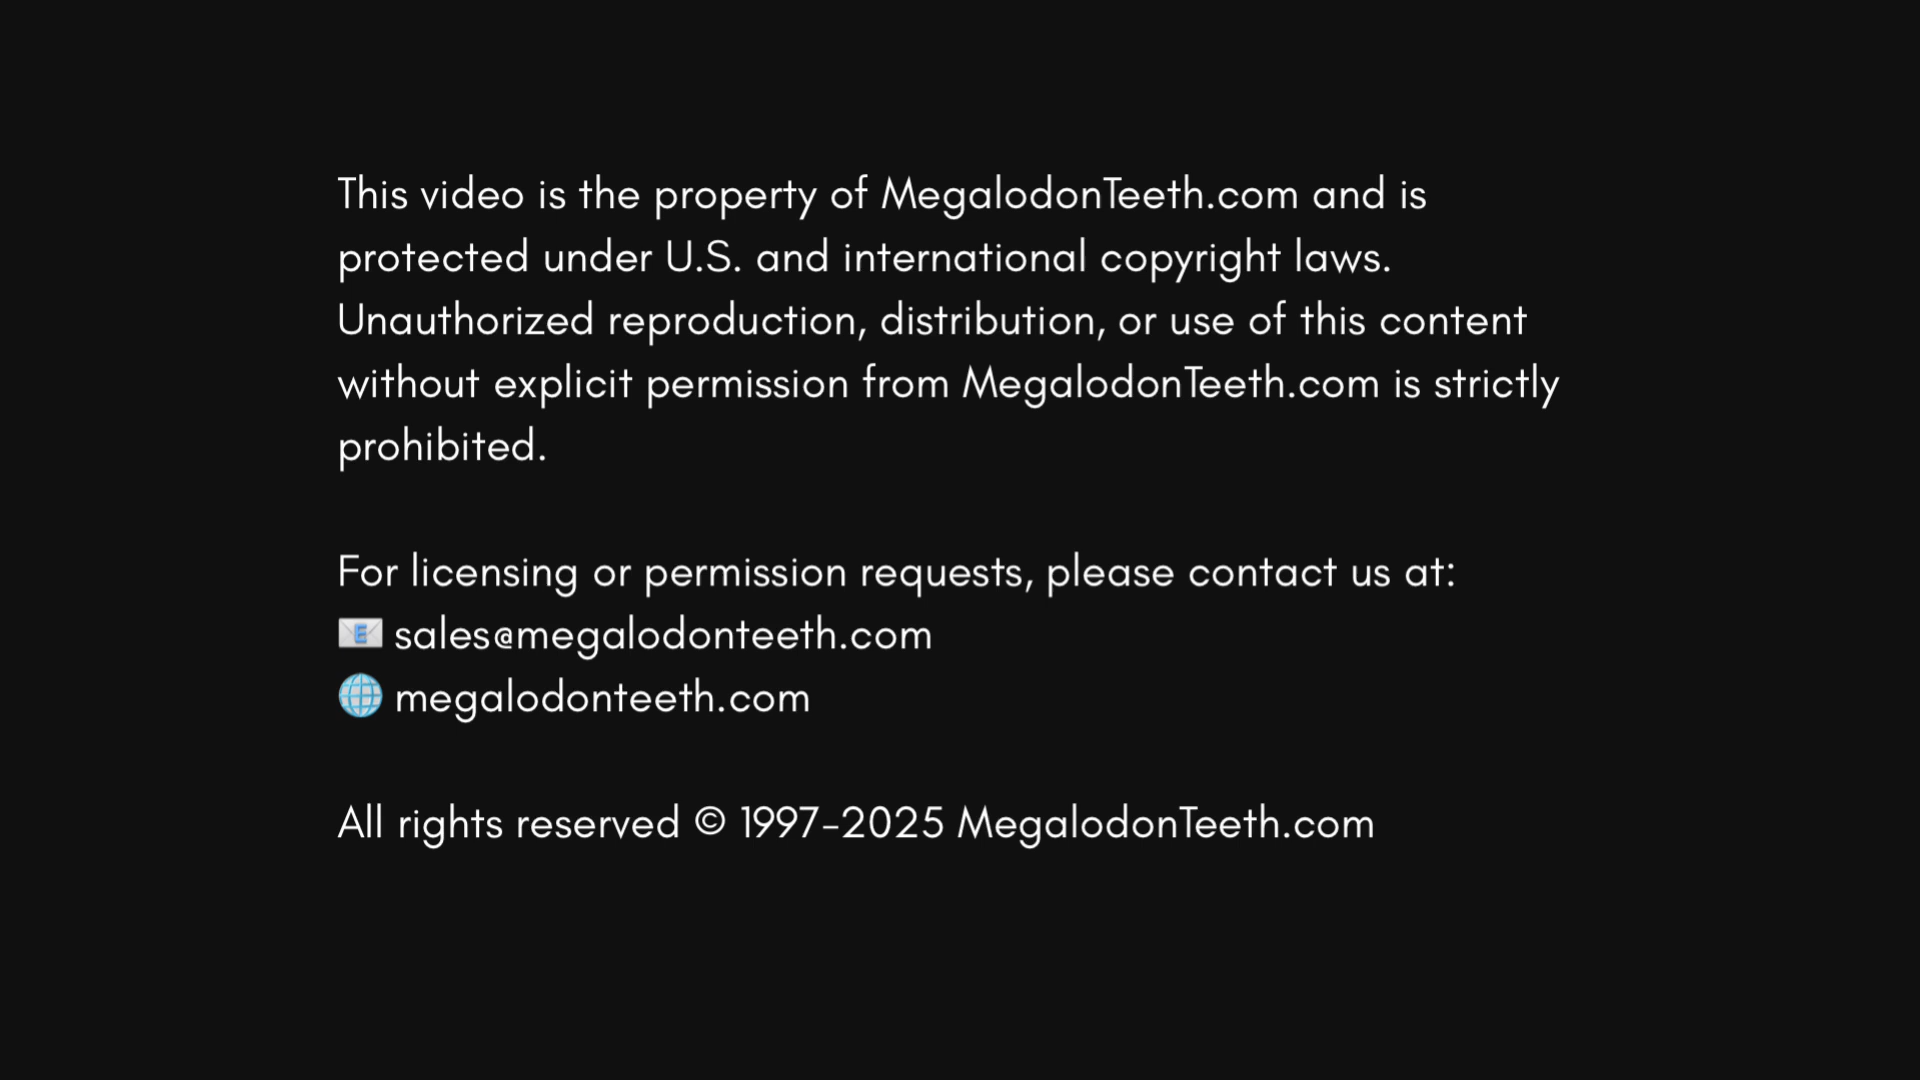 This video is the property of MegalodonTeeth.com and is
protected under U.S. and international copyright laws.
Unauthorized reproduction, distribution, or use of this content
without explicit permission from MegalodonTeeth.com is strictly
prohibited.
For licensing or permission requests, please contact us at:
📧 sales@megalodonteeth.com
🌐 megalodonteeth.com
All rights reserved © 1997-2025 MegalodonTeeth.com